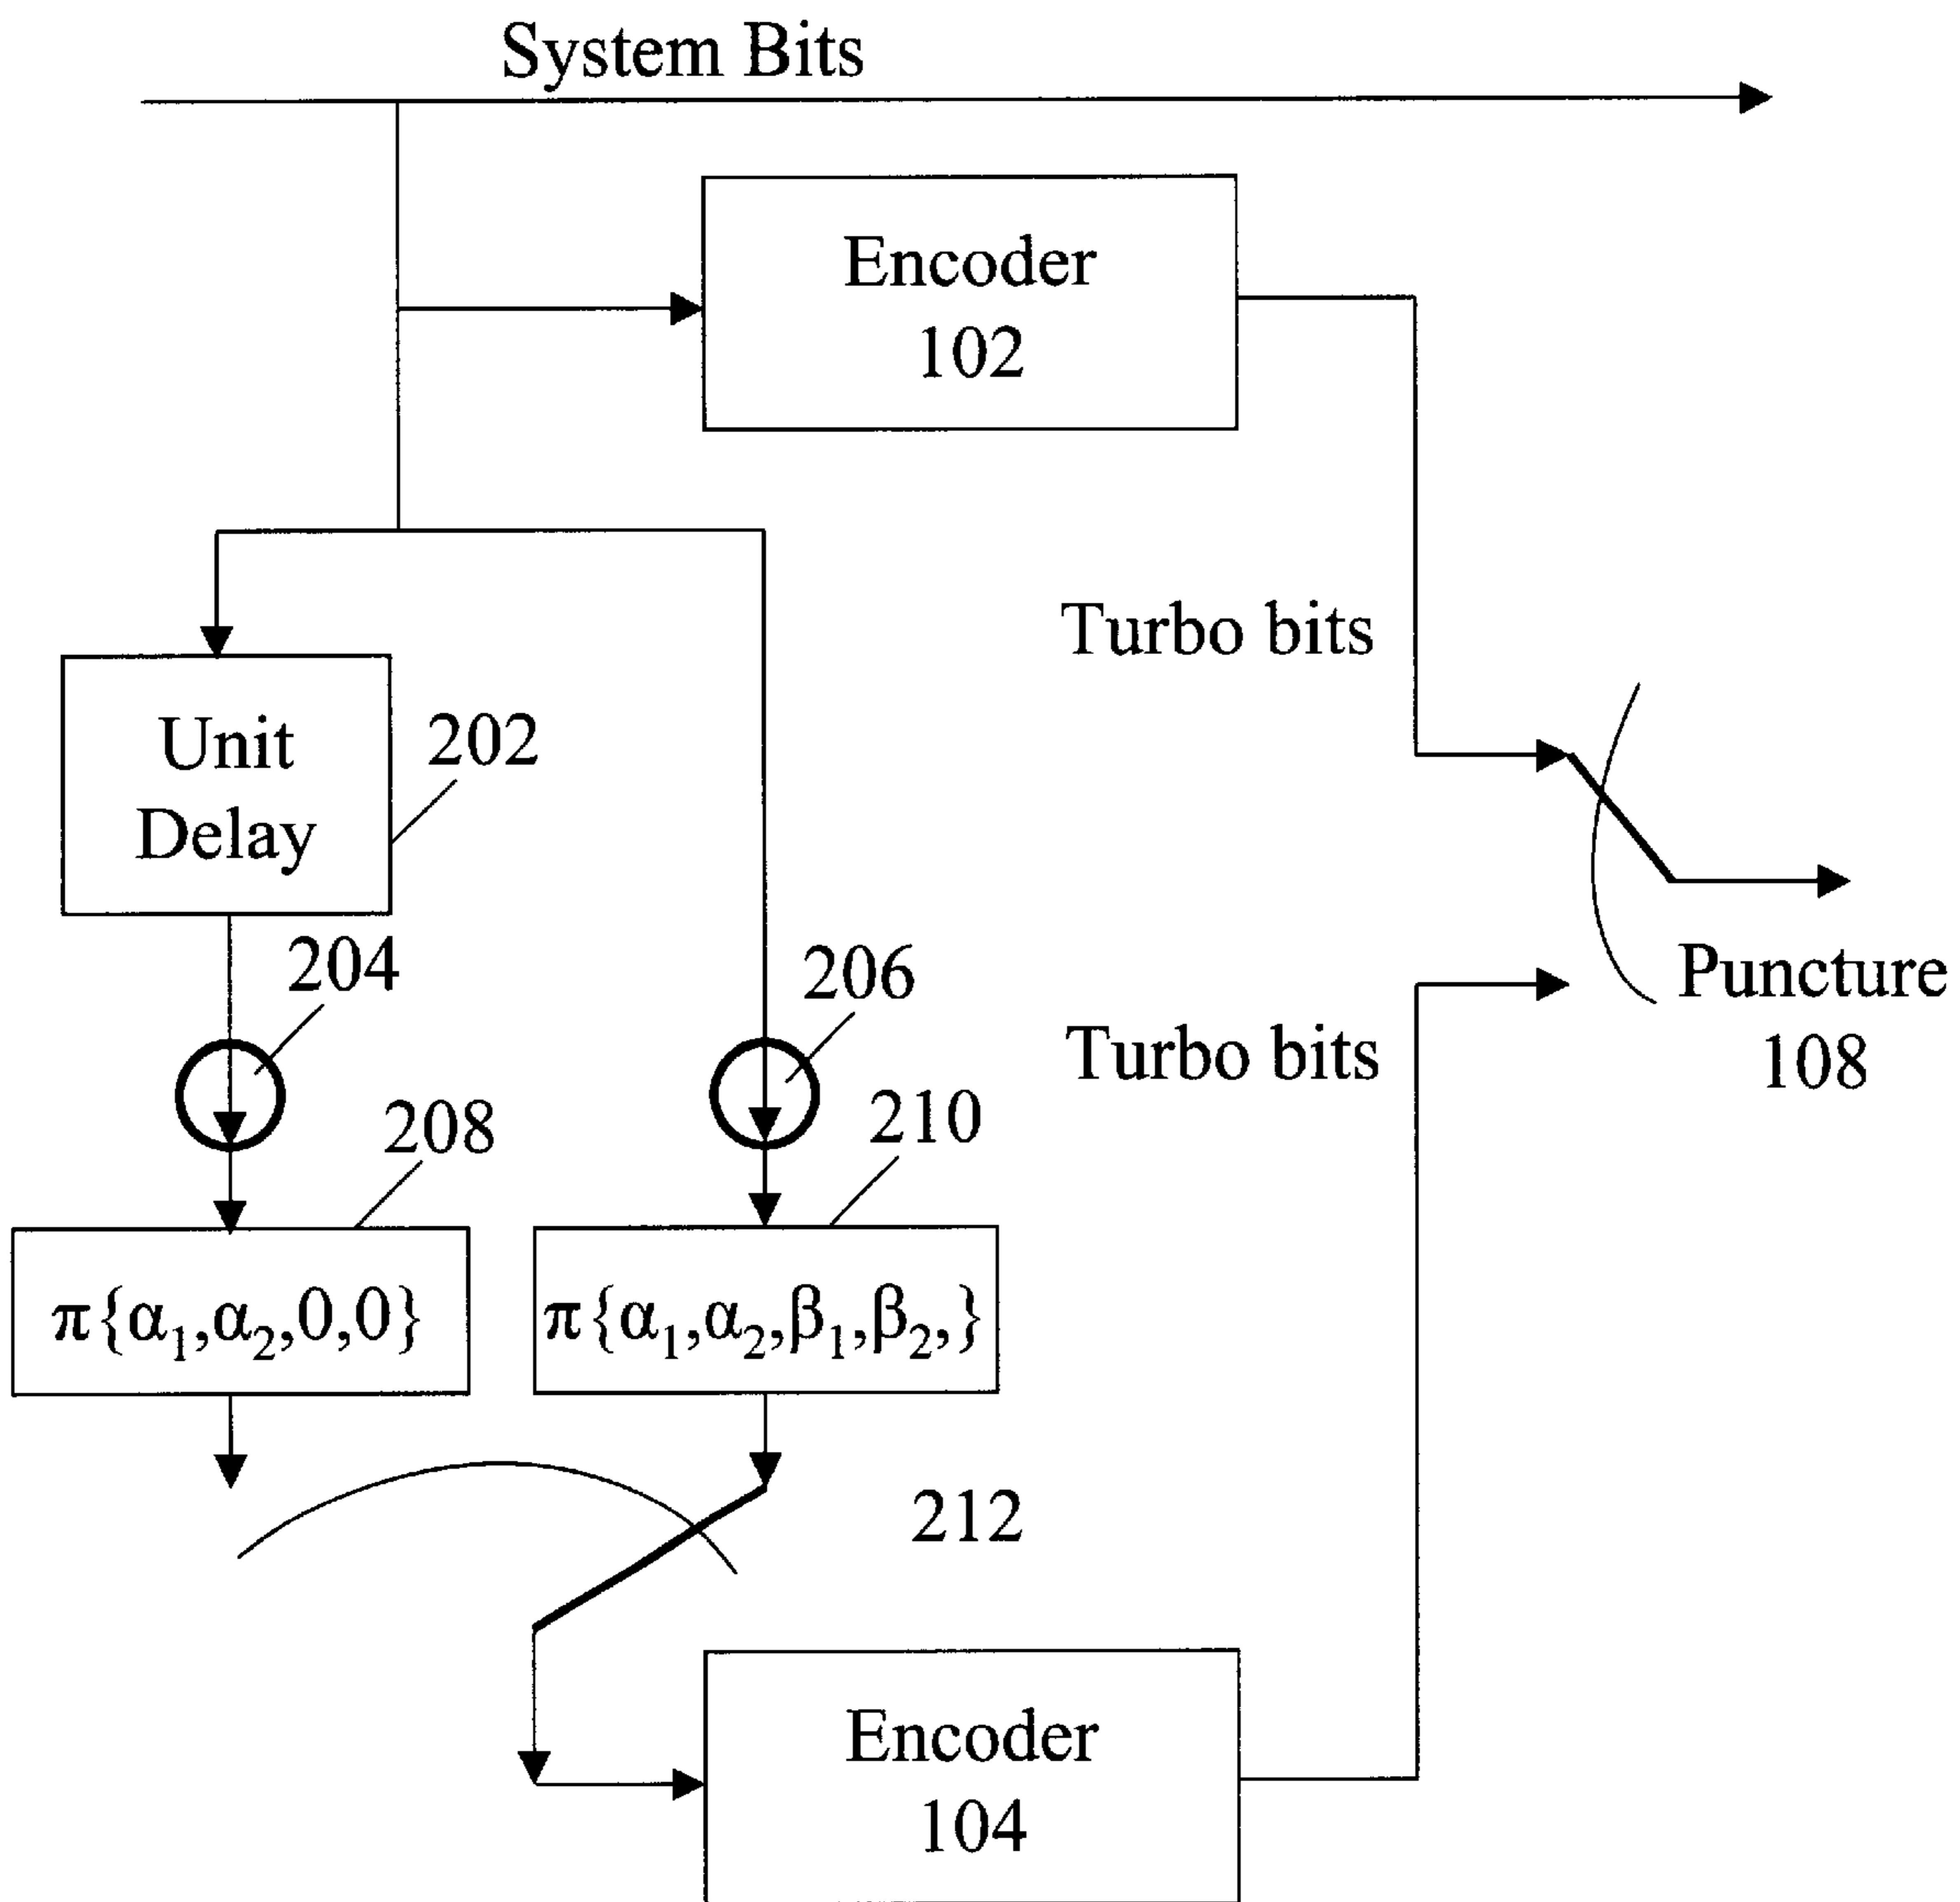 System Bits
Encoder
102
Turbo bits
Unit
Delay
202
204
206
Puncture
108
Turbo bits
208
210
π{α₁,α₂,0,0}
π{α₁,α₂,β₁,β₂,}
212
Encoder
104